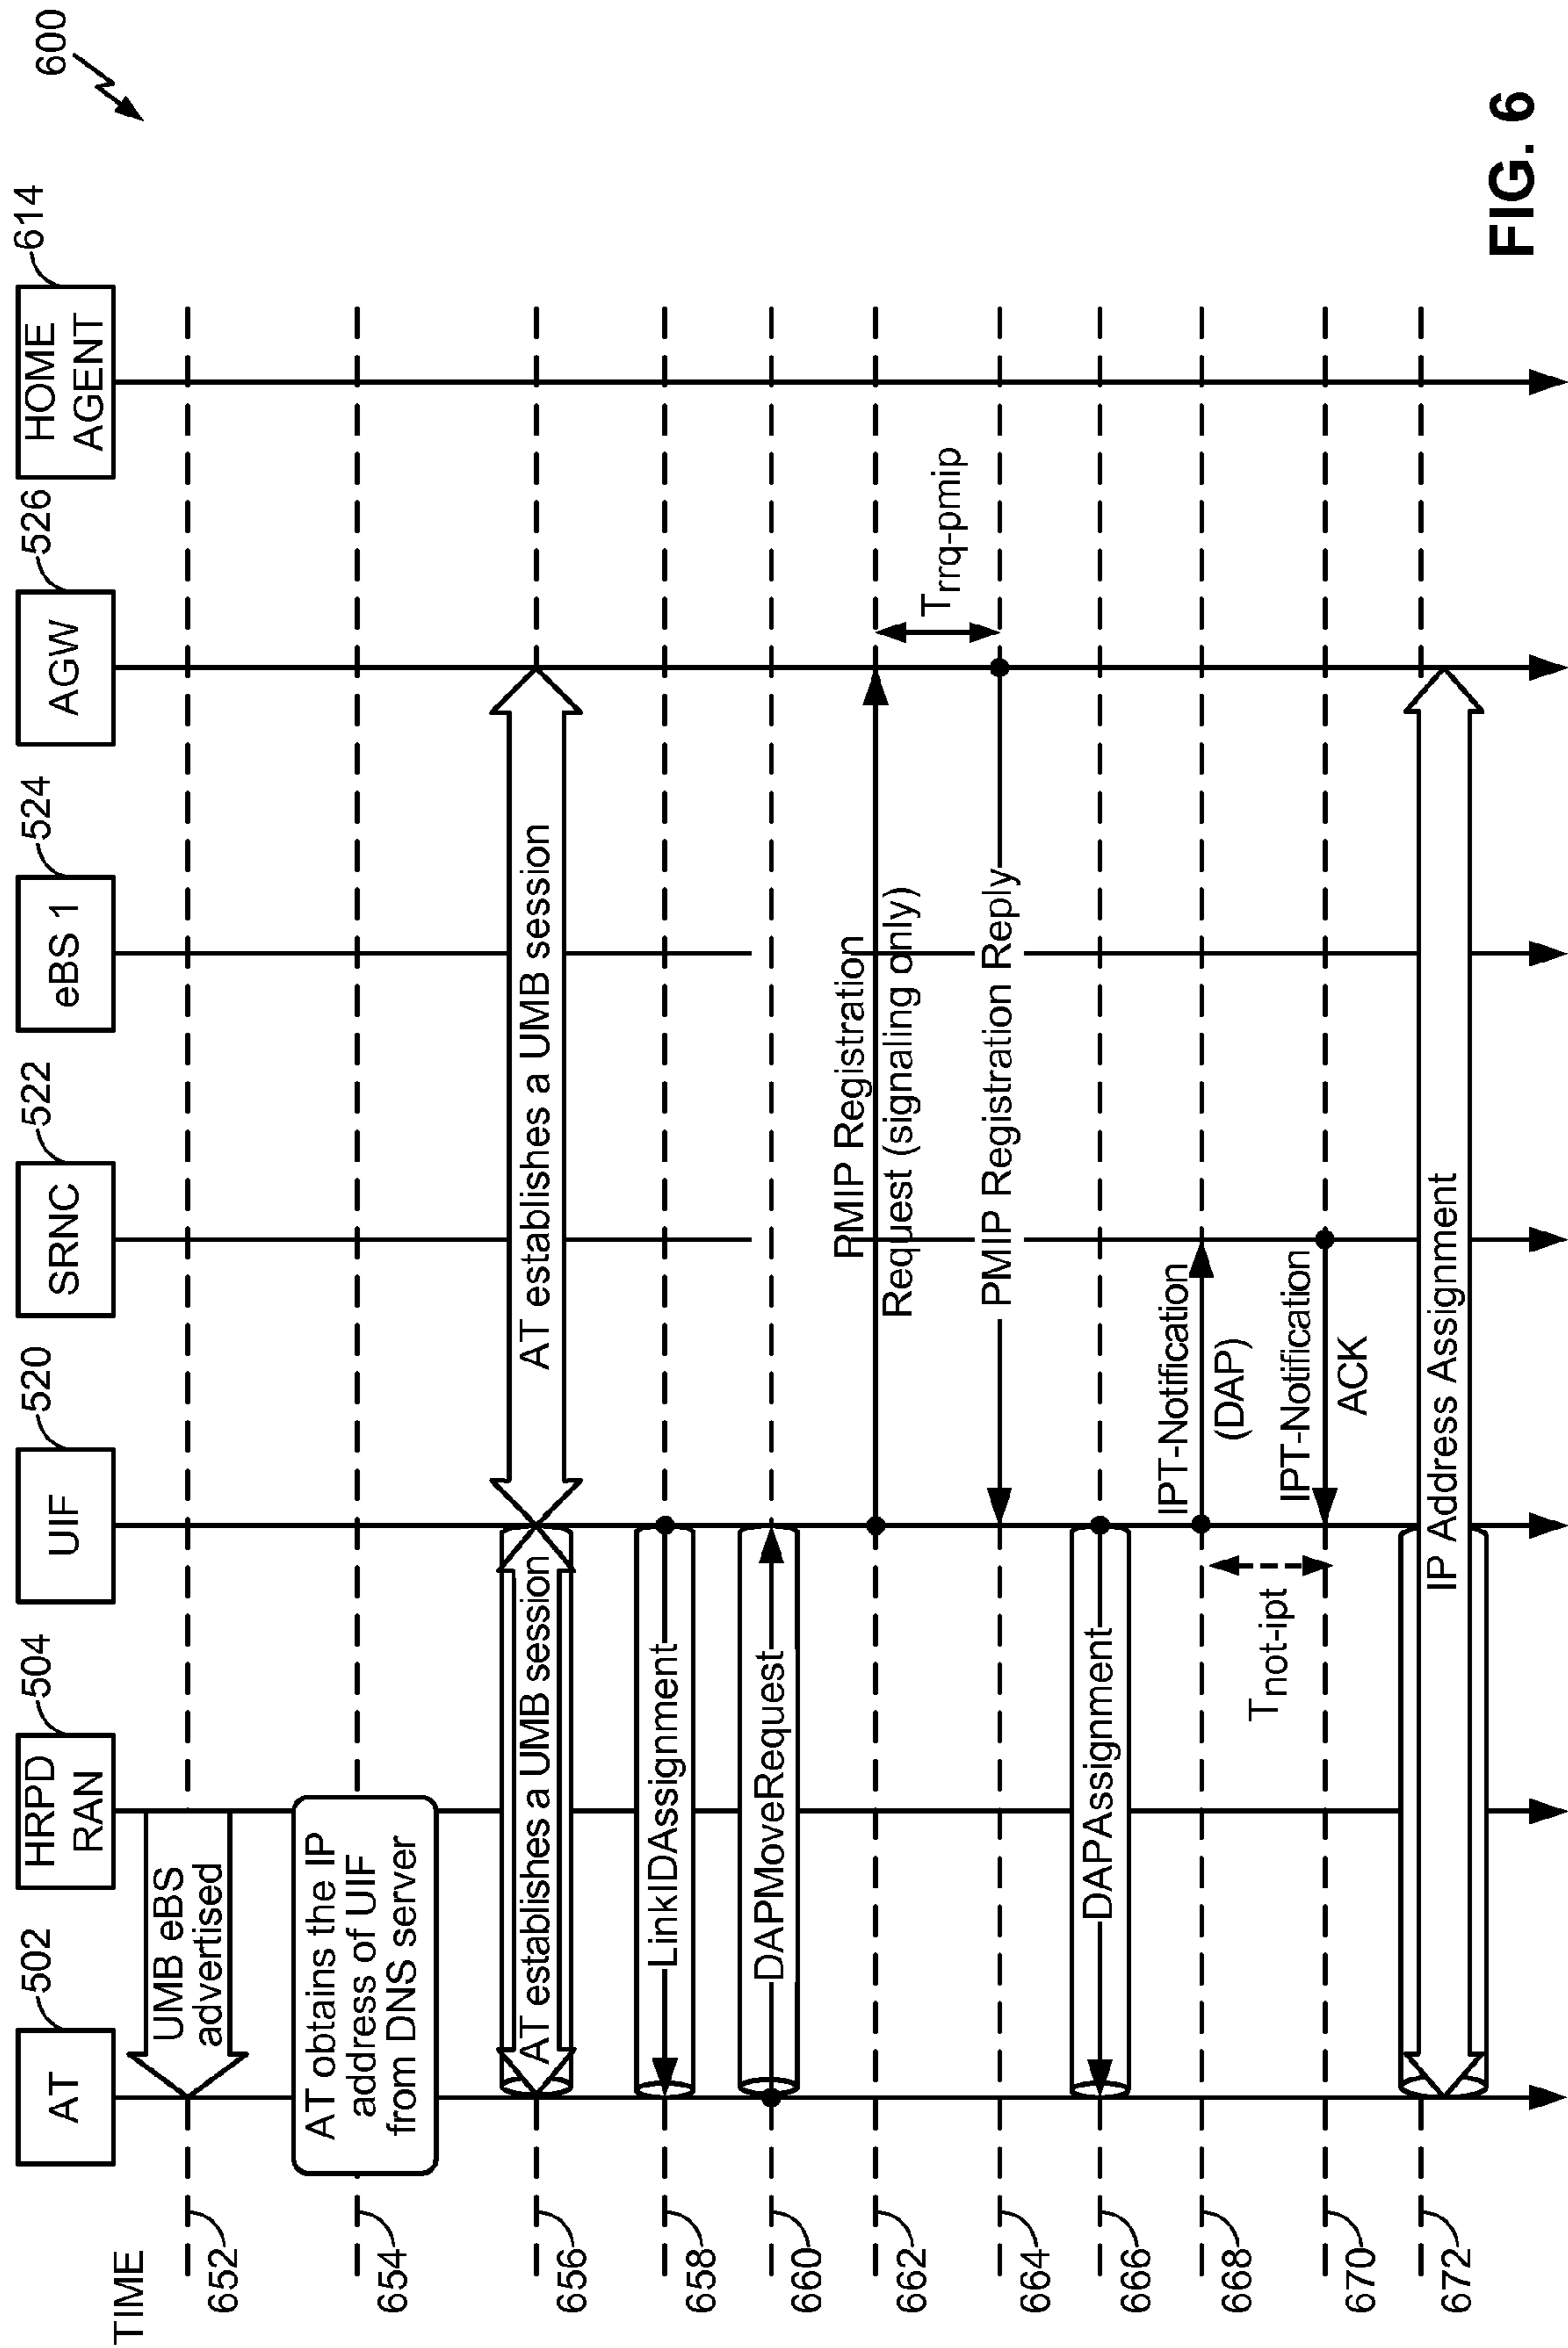 600
AT
502
HRPD
RAN
504
UIF
520
SRNC
522
eBS 1
524
AGW
526
HOME
AGENT
614
TIME
652
UMB eBS
advertised
654
AT obtains the IP
address of UIF
from DNS server
656
AT establishes a UMB session
AT establishes a UMB session
658
LinkIDAssignment
660
DAPMoveRequest
662
PMIP Registration
Request (signaling only)
Trrq-pmip
664
PMIP Registration Reply
666
DAPAssignment
668
IPT-Notification
(DAP)
Tnot-ipt
670
IPT-Notification
ACK
672
IP Address Assignment
FIG. 6